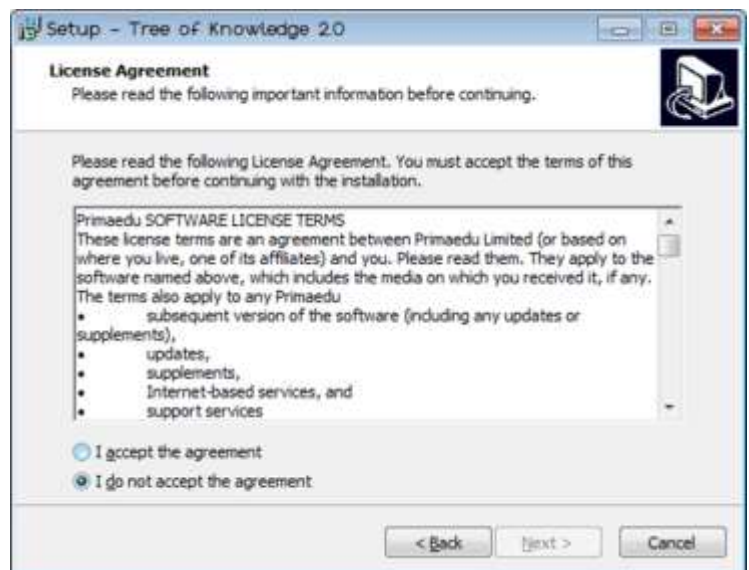 Setup - Tree of Knowledge 2.0
License Agreement
Please read the following important information before continuing.
Please read the following License Agreement. You must accept the terms of this
agreement before continuing with the installation.
Primaedu SOFTWARE LICENSE TERMS
These license terms are an agreement between Primaedu Limited (or based on
where you live, one of its affiliates) and you. Please read them. They apply to the
software named above, which includes the media on which you received it, if any.
The terms also apply to any Primaedu
• subsequent version of the software (including any updates or
supplements),
• updates,
• supplements,
• Internet-based services, and
• support services
I accept the agreement
I do not accept the agreement
< Back Next > Cancel